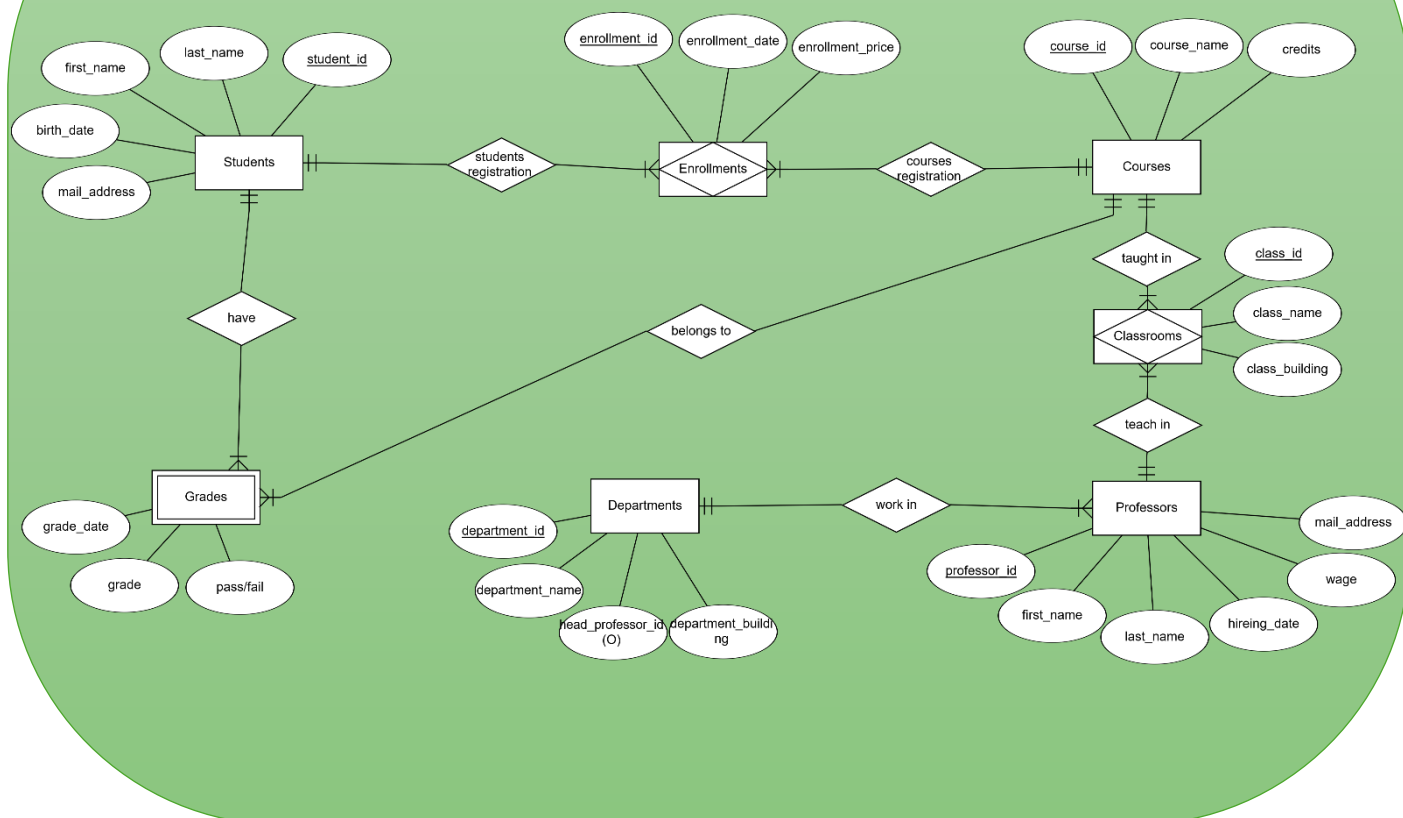 last_name
student_id
first_name
birth_date
mail_address
Students
enrollment_id
enrollment_date
enrollment_price
students
registration
Enrollments
courses
registration
course_id
course_name
credits
Courses
taught in
class_id
class_name
class_building
Classrooms
have
belongs to
teach in
Grades
grade_date
grade
pass/fail
Departments
department_id
department_name
head_professor_id
(O)
department_buildi
ng
work in
Professors
mail_address
wage
hireing_date
last_name
first_name
professor_id